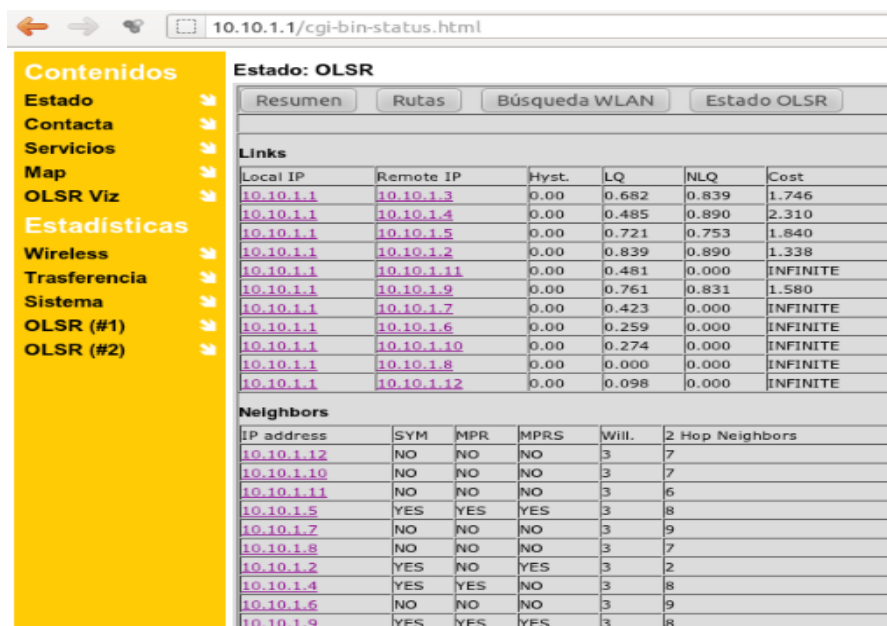 10.10.1.1/cgi-bin-status.html
Contenidos
Estado
Contacta
Servicios
Map
OLSR Viz
Estadísticas
Wireless
Trasferencia
Sistema
OLSR (#1)
OLSR (#2)
Estado: OLSR
Resumen Rutas Búsqueda WLAN Estado OLSR
Links
Local IP Remote IP Hyst. LQ NLQ Cost
10.10.1.1 10.10.1.3 0.00 0.682 0.839 1.746
10.10.1.1 10.10.1.4 0.00 0.485 0.890 2.310
10.10.1.1 10.10.1.5 0.00 0.721 0.753 1.840
10.10.1.1 10.10.1.2 0.00 0.839 0.890 1.338
10.10.1.1 10.10.1.11 0.00 0.481 0.000 INFINITE
10.10.1.1 10.10.1.9 0.00 0.761 0.831 1.580
10.10.1.1 10.10.1.7 0.00 0.423 0.000 INFINITE
10.10.1.1 10.10.1.6 0.00 0.259 0.000 INFINITE
10.10.1.1 10.10.1.10 0.00 0.274 0.000 INFINITE
10.10.1.1 10.10.1.8 0.00 0.000 0.000 INFINITE
10.10.1.1 10.10.1.12 0.00 0.098 0.000 INFINITE
Neighbors
IP address SYM MPR MPRS Will. 2 Hop Neighbors
10.10.1.12 NO NO NO 3 7
10.10.1.10 NO NO NO 3 7
10.10.1.11 NO NO NO 3 6
10.10.1.5 YES YES YES 3 8
10.10.1.7 NO NO NO 3 9
10.10.1.8 NO NO NO 3 7
10.10.1.2 YES NO YES 3 2
10.10.1.4 YES YES NO 3 8
10.10.1.6 NO NO NO 3 9
10.10.1.9 YES YES YES 3 8